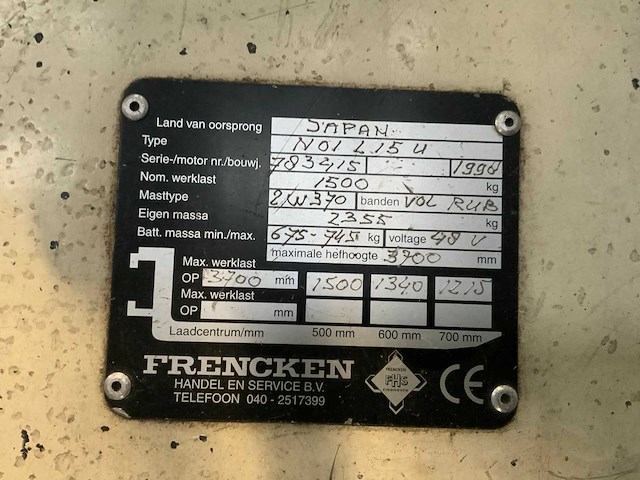 Land van oorsprong JAPAN
Type N01 L15 U
Serie-/motor nr./bouwj. 783415
Nom. werklast 1500 kg
Masttype 2W370 banden VOL RUB
Eigen massa 2355 kg
Batt. massa min./max. 675-745 kg voltage 48 V
Max. werklast maximale hefhoogte 3700 mm
OP 3700 mm 1500 1340 1215
Max. werklast
OP mm
Laadcentrum/mm 500 mm 600 mm 700 mm
FRENCKEN
HANDEL EN SERVICE B.V.
TELEFOON 040 - 2517399
FRENCKEN
FHS
CE